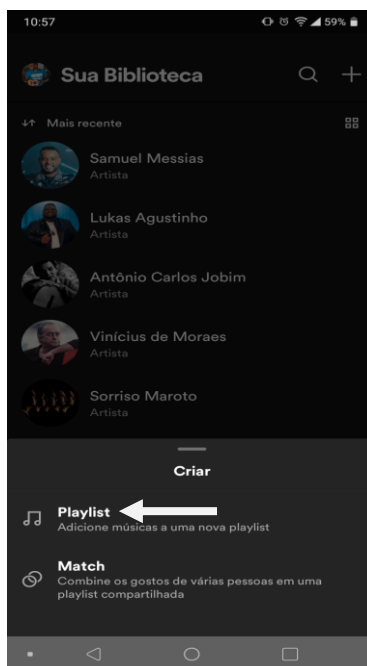 10:57 59%
Sua Biblioteca
Mais recente
Samuel Messias
Artista
Lukas Agustinho
Artista
Antônio Carlos Jobim
Artista
Vinícius de Moraes
Artista
Sorriso Maroto
Artista
Criar
Playlist
Adicione músicas a uma nova playlist
Match
Combine os gostos de várias pessoas em uma
playlist compartilhada